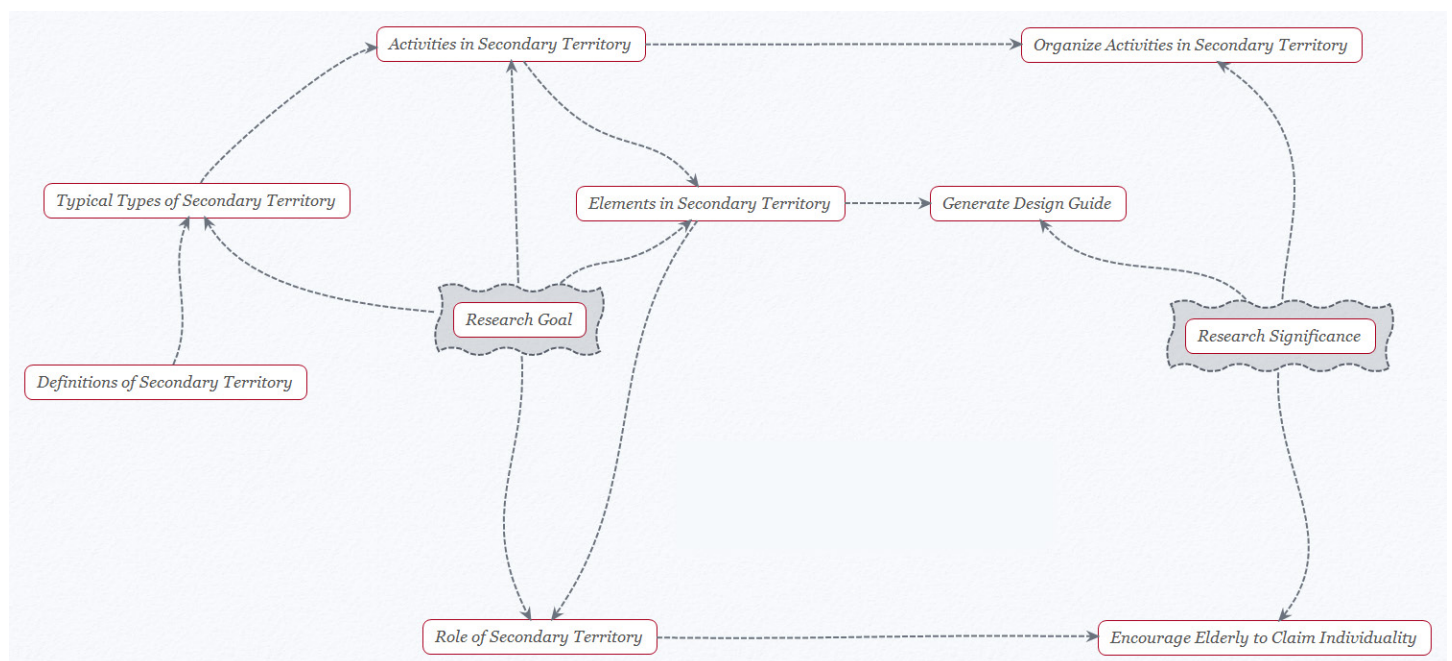 Activities in Secondary Territory
Organize Activities in Secondary Territory
Typical Types of Secondary Territory
Elements in Secondary Territory
Generate Design Guide
Research Goal
Research Significance
Definitions of Secondary Territory
Role of Secondary Territory
Encourage Elderly to Claim Individuality